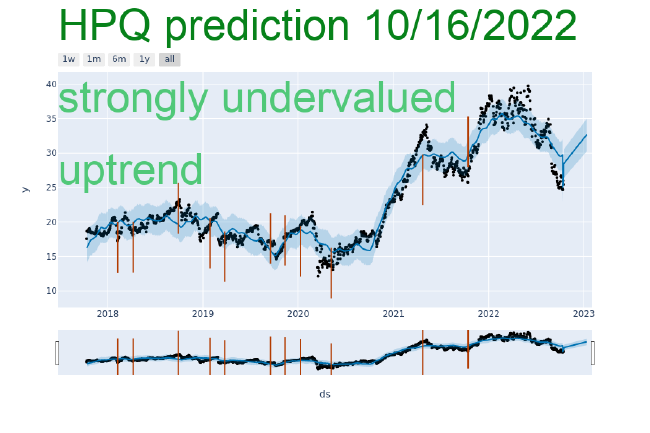 HPQ prediction 10/16/2022
1w 1m 6m 1y all
strongly undervalued
uptrend
y
40
35
30
25
20
15
10
2018 2019 2020 2021 2022 2023
ds